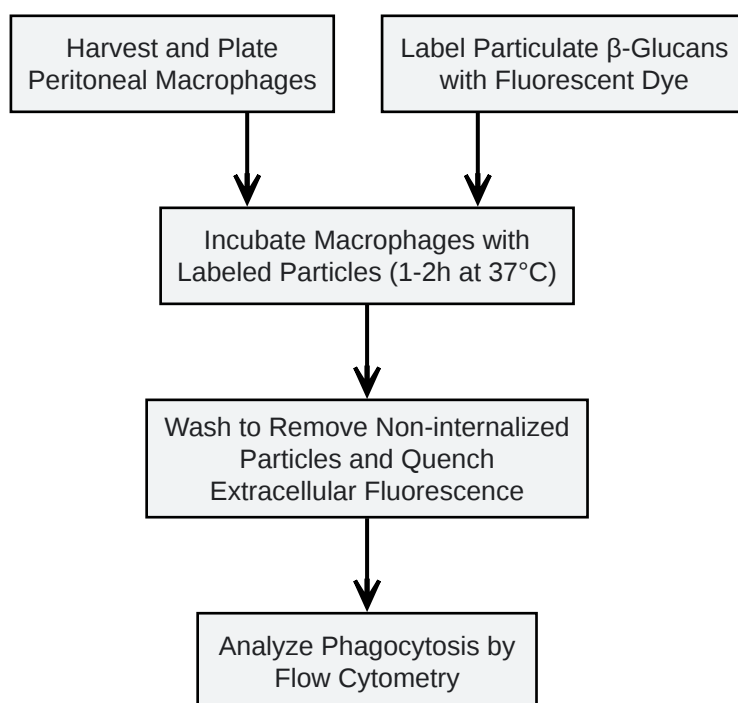 Harvest and Plate
Peritoneal Macrophages
Label Particulate β-Glucans
with Fluorescent Dye
Incubate Macrophages with
Labeled Particles (1-2h at 37°C)
Wash to Remove Non-internalized
Particles and Quench
Extracellular Fluorescence
Analyze Phagocytosis by
Flow Cytometry